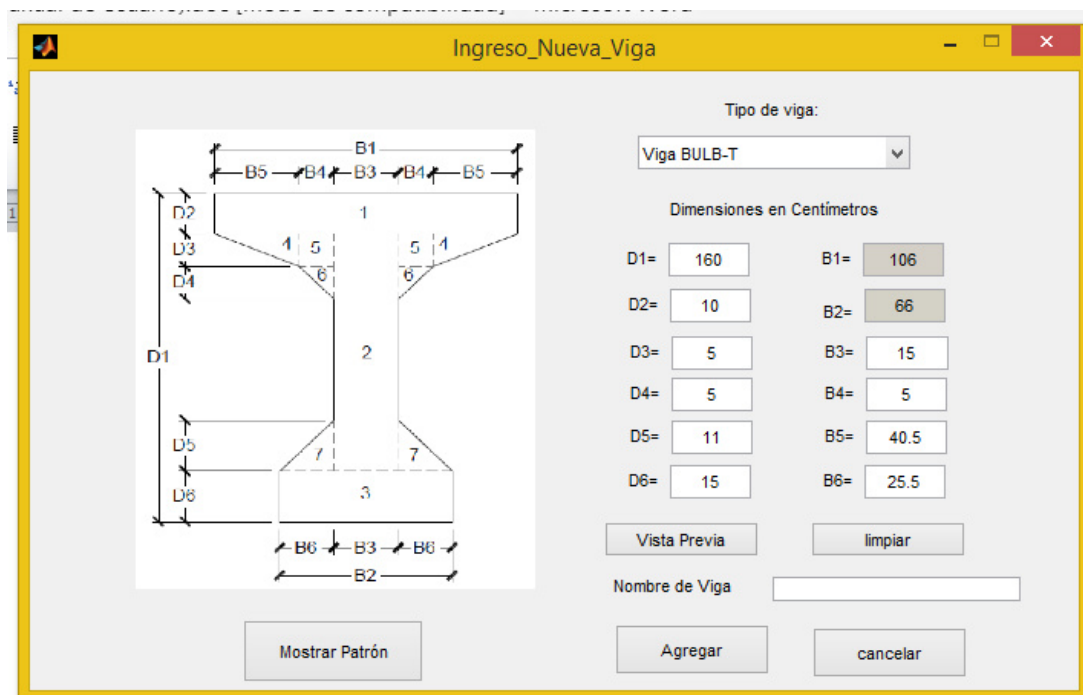 Ingreso_Nueva_Viga
Tipo de viga:
Viga BULB-T
Dimensiones en Centímetros
D1= 160 B1= 106
D2= 10 B2= 66
D3= 5 B3= 15
D4= 5 B4= 5
D5= 11 B5= 40.5
D6= 15 B6= 25.5
Vista Previa limpiar
Nombre de Viga
Agregar cancelar
B1
B5 B4 B3 B4 B5
D2 1
D3 4 5 5 4
D4 6 6
D1 2
D5 7 7
D6 3
B6 B3 B6
B2
Mostrar Patrón